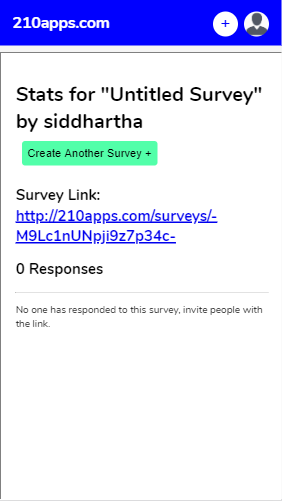 210apps.com
+
Stats for "Untitled Survey"
by siddhartha
Create Another Survey +
Survey Link:
http://210apps.com/surveys/-
M9Lc1nUNpji9z7p34c-
0 Responses
No one has responded to this survey, invite people with
the link.